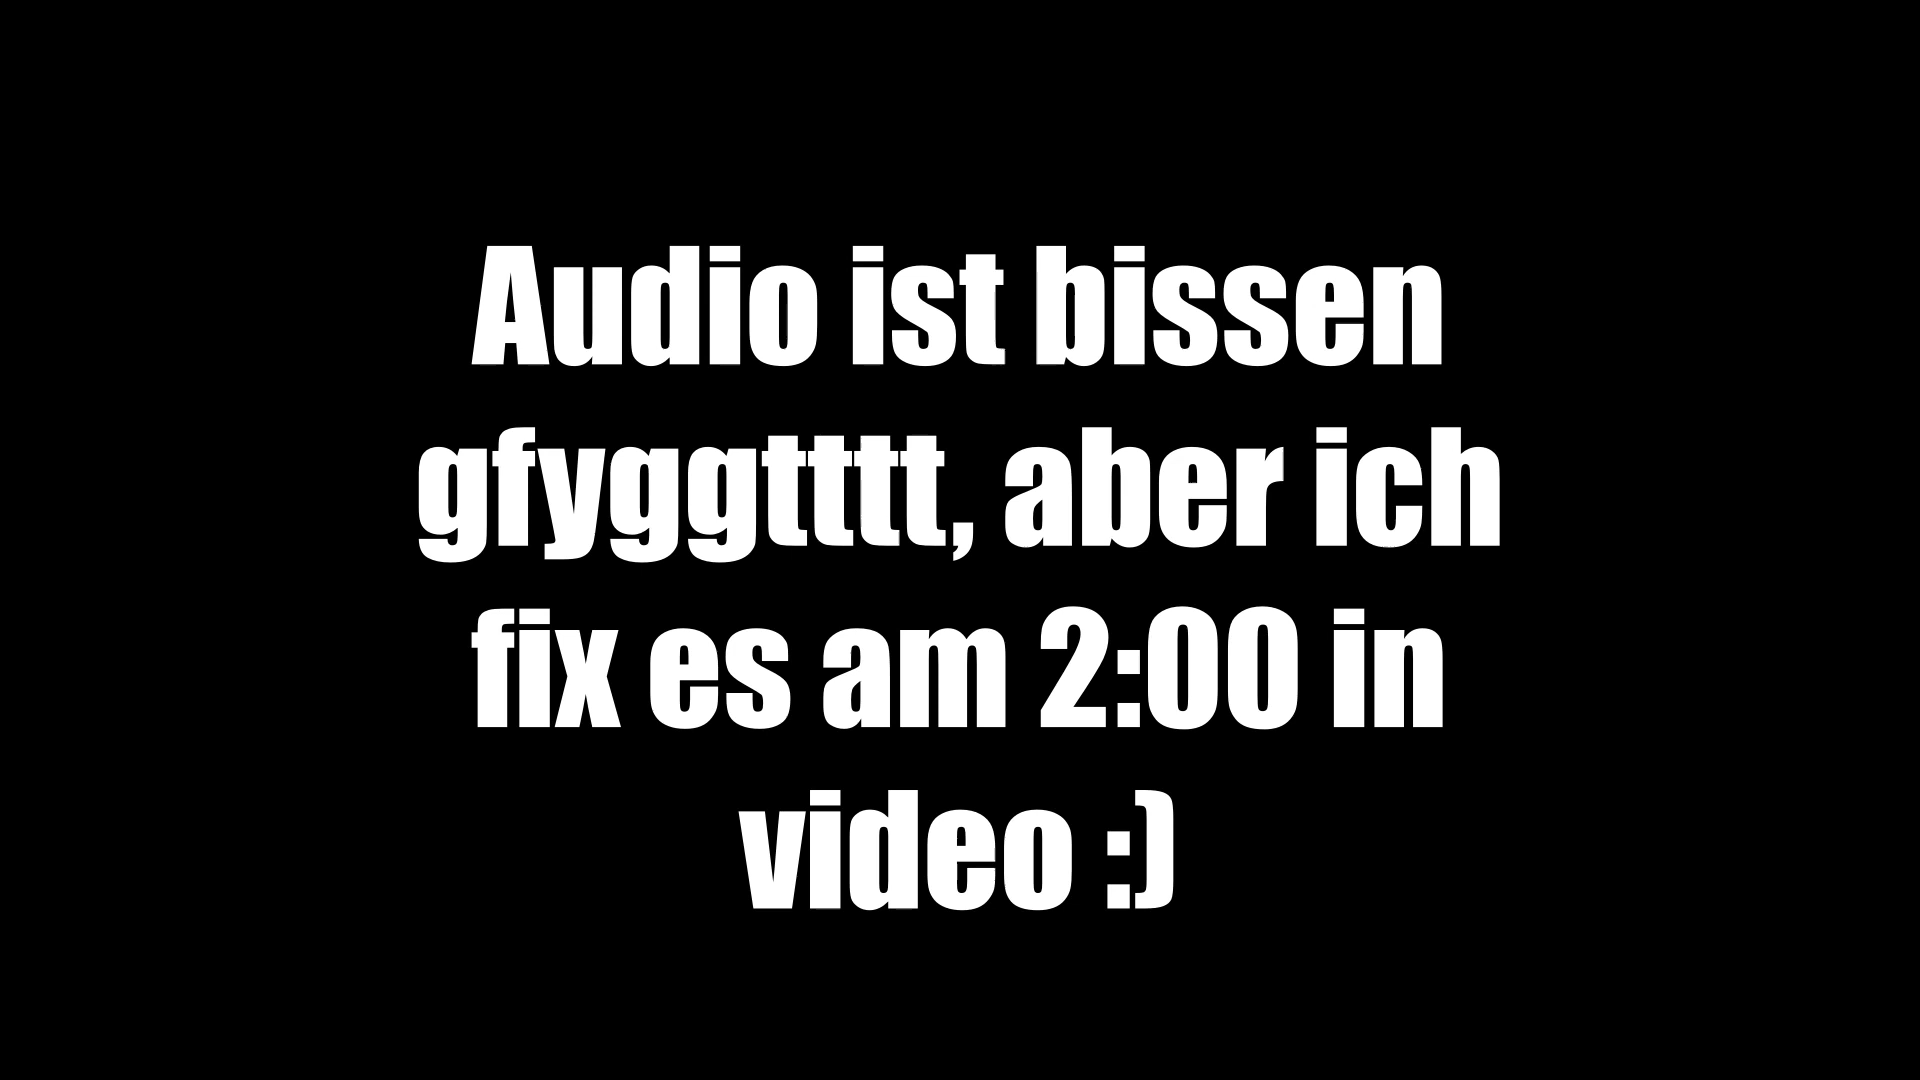 Audio ist bissen
gfyggtttt, aber ich
fix es am 2:00 in
video :)